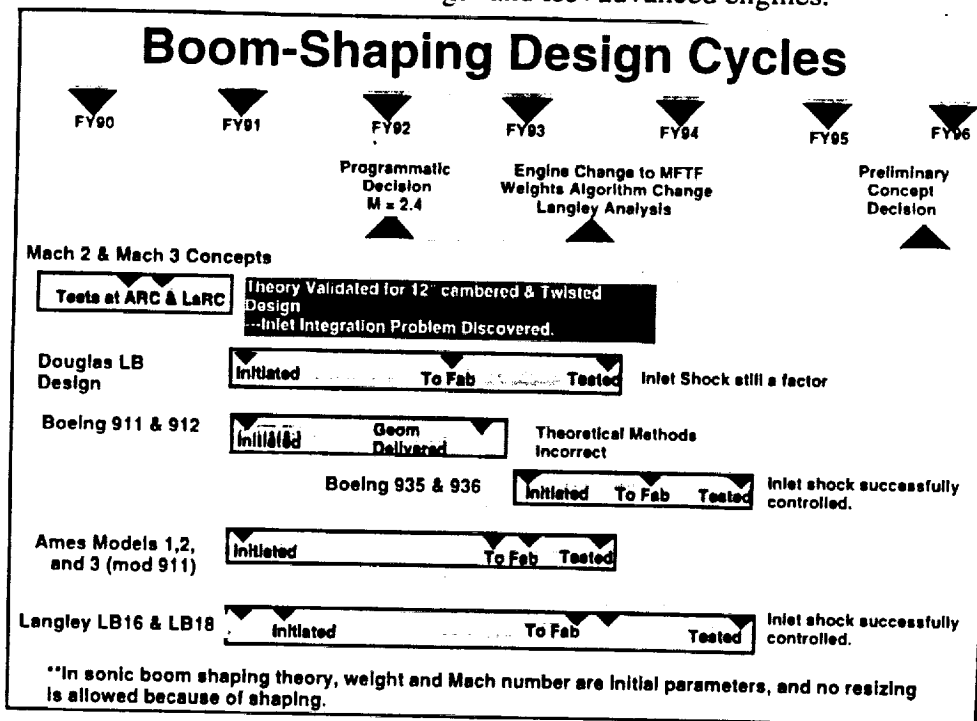 advanced engines.
Boom-Shaping Design Cycles
FY90 FY91 FY92 FY93 FY94 FY95 FY96
Programmatic
Decision
M = 2.4
Engine Change to MFTF
Weights Algorithm Change
Langley Analysis
Preliminary
Concept
Decision
Mach 2 & Mach 3 Concepts
Tests at ARC & LaRC
Theory Validated for 12" cambered & Twisted
Design
---Inlet Integration Problem Discovered.
Douglas LB
Design
Initiated To Fab Tested
Inlet Shock still a factor
Boeing 911 & 912
Initiated
Geom
Delivered
Theoretical Methods
Incorrect
Boeing 935 & 936
Initiated To Fab Tested
Inlet shock successfully
controlled.
Ames Models 1,2,
and 3 (mod 911)
Initiated To Fab Tested
Langley LB16 & LB18
Initiated To Fab Tested
Inlet shock successfully
controlled.
**In sonic boom shaping theory, weight and Mach number are initial parameters, and no resizing
is allowed because of shaping.